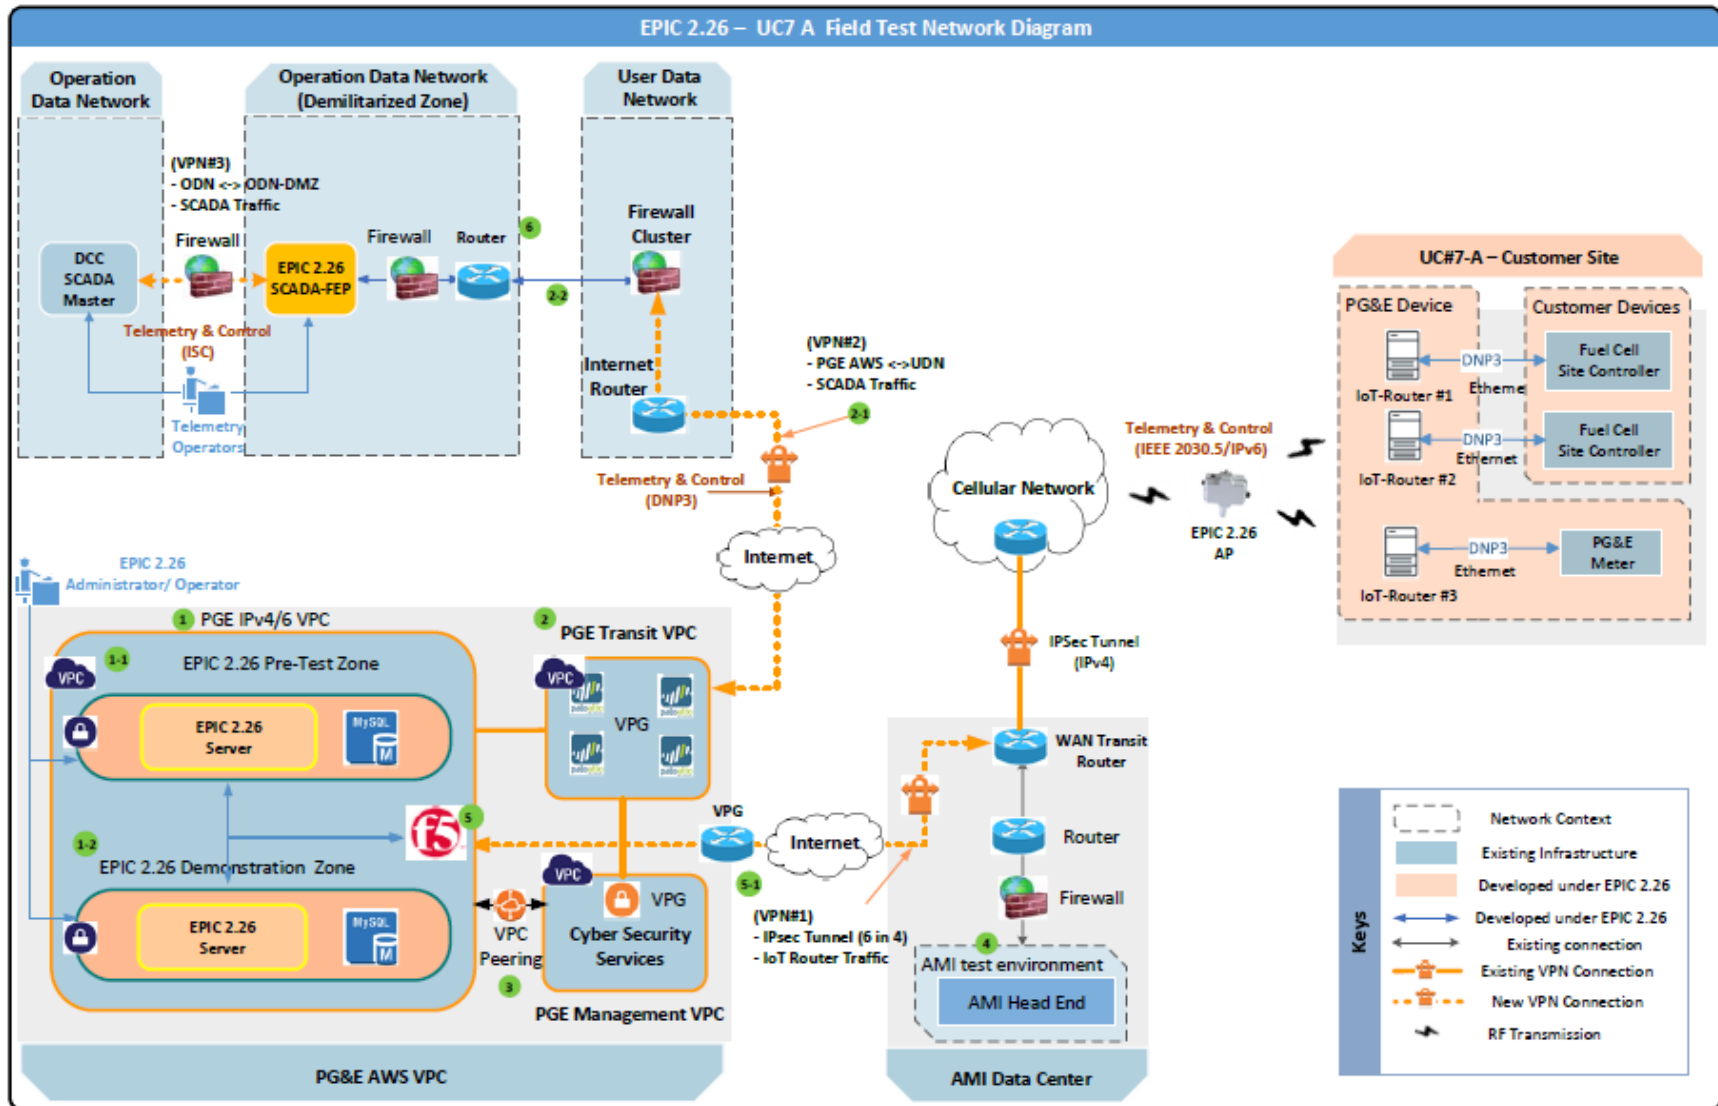 EPIC 2.26 – UC7 A Field Test Network Diagram
Operation
Data Network
Operation Data Network
(Demilitarized Zone)
User Data
Network
(VPN#3)
- ODN <-> ODN-DMZ
- SCADA Traffic
Firewall
Firewall
Router
6
Firewall
Cluster
DCC
SCADA
Master
EPIC 2.26
SCADA-FEP
2-2
Telemetry & Control
(ISC)
Telemetry
Operators
Internet
Router
(VPN#2)
- PGE AWS <->UDN
- SCADA Traffic
2-1
Telemetry & Control
(DNP3)
Internet
Cellular Network
Telemetry & Control
(IEEE 2030.5/IPv6)
EPIC 2.26
AP
UC#7-A – Customer Site
PG&E Device
Customer Devices
DNP3
Fuel Cell
Site Controller
Etherne
IoT-Router #1
DNP3
Fuel Cell
Site Controller
Ethernet
IoT-Router #2
DNP3
PG&E
Meter
Ethernet
IoT-Router #3
EPIC 2.26
Administrator/ Operator
1
PGE IPv4/6 VPC
2
PGE Transit VPC
1-1
EPIC 2.26 Pre-Test Zone
VPC
VPC
EPIC 2.26
Server
MySQL
M
VPG
paloalto
paloalto
paloalto
paloalto
IPSec Tunnel
(IPv4)
WAN Transit
Router
f5
5
1-2
EPIC 2.26 Demonstration Zone
VPG
Internet
Router
5-1
VPC
EPIC 2.26
Server
MySQL
M
VPC
Peering
3
VPG
Cyber Security
Services
PGE Management VPC
(VPN#1)
- IPsec Tunnel (6 in 4)
- IoT Router Traffic
Firewall
4
AMI test environment
AMI Head End
PG&E AWS VPC
AMI Data Center
Keys
Network Context
Existing Infrastructure
Developed under EPIC 2.26
Developed under EPIC 2.26
Existing connection
Existing VPN Connection
New VPN Connection
RF Transmission